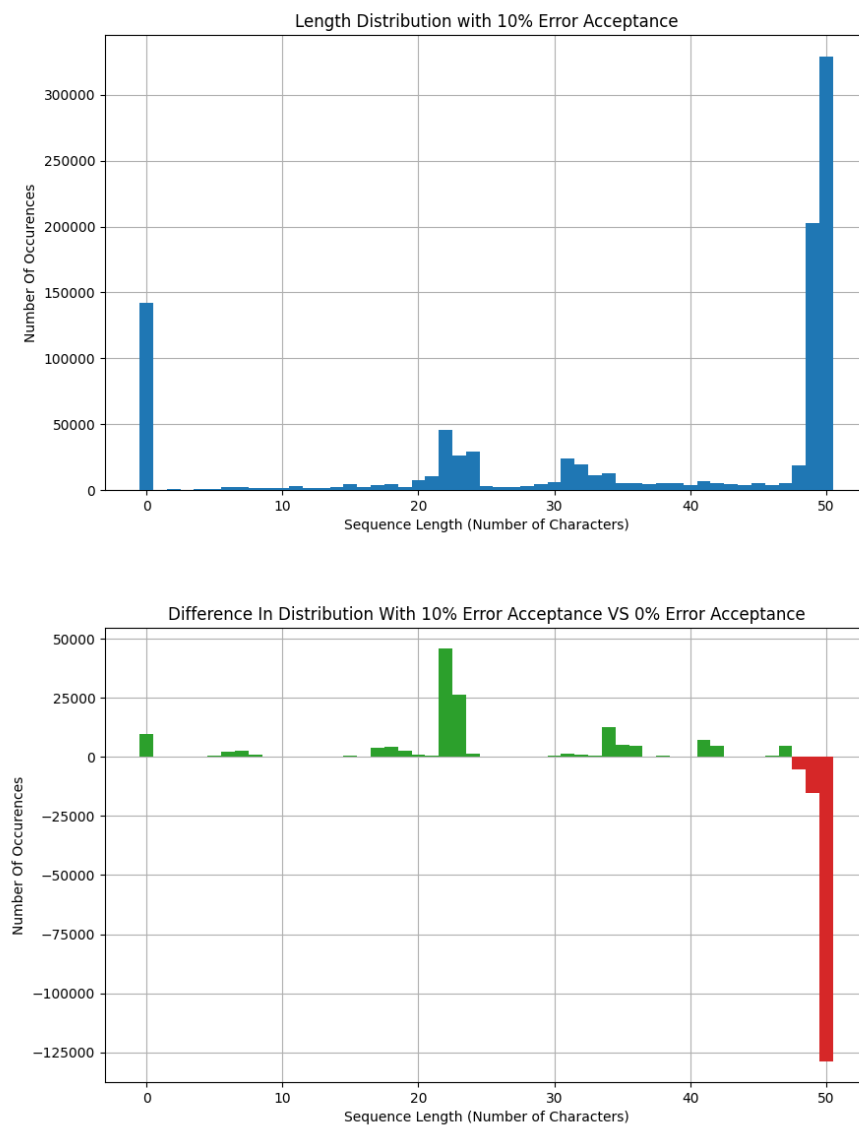 Length Distribution with 10% Error Acceptance
300000
250000
200000
150000
100000
50000
0
Number Of Occurences
0 10 20 30 40 50
Sequence Length (Number of Characters)
Difference In Distribution With 10% Error Acceptance VS 0% Error Acceptance
50000
25000
0
−25000
−50000
−75000
−100000
−125000
Number Of Occurences
0 10 20 30 40 50
Sequence Length (Number of Characters)